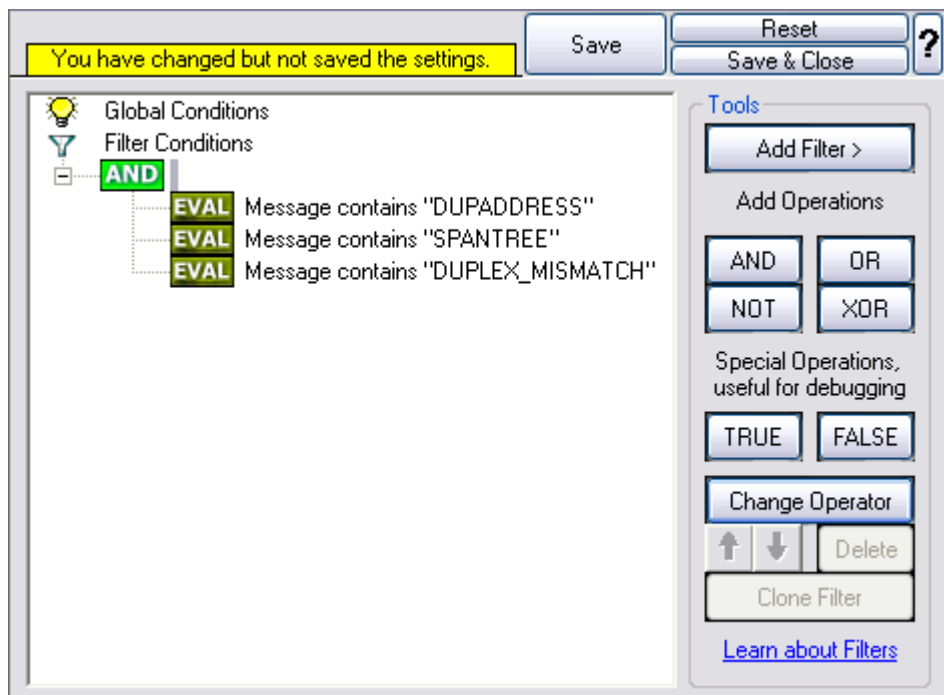 You have changed but not saved the settings.
Save
Reset
Save & Close
?
Global Conditions
Filter Conditions
AND
EVAL Message contains "DUPADDRESS"
EVAL Message contains "SPANTREE"
EVAL Message contains "DUPLEX_MISMATCH"
Tools
Add Filter >
Add Operations
AND OR
NOT XOR
Special Operations,
useful for debugging
TRUE FALSE
Change Operator
Delete
Clone Filter
Learn about Filters